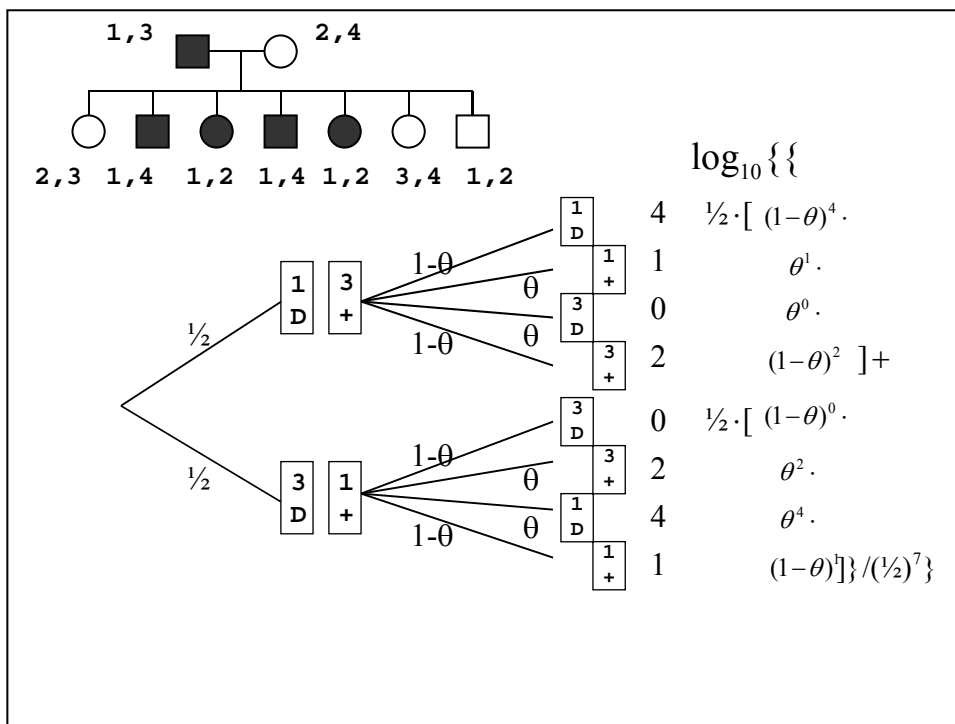 1,3 2,4
2,3 1,4 1,2 1,4 1,2 3,4 1,2
log₁₀{{
½ 1 D 3 + 1-θ θ θ 1-θ
1 D 4 ½·[ (1−θ)⁴·
1 + 1 θ¹·
3 D 0 θ⁰·
3 + 2 (1−θ)² ]+
½ 3 D 1 + 1-θ θ θ 1-θ
3 D 0 ½·[ (1−θ)⁰·
3 + 2 θ²·
1 D 4 θ⁴·
1 + 1 (1−θ)¹]}/(½)⁷}